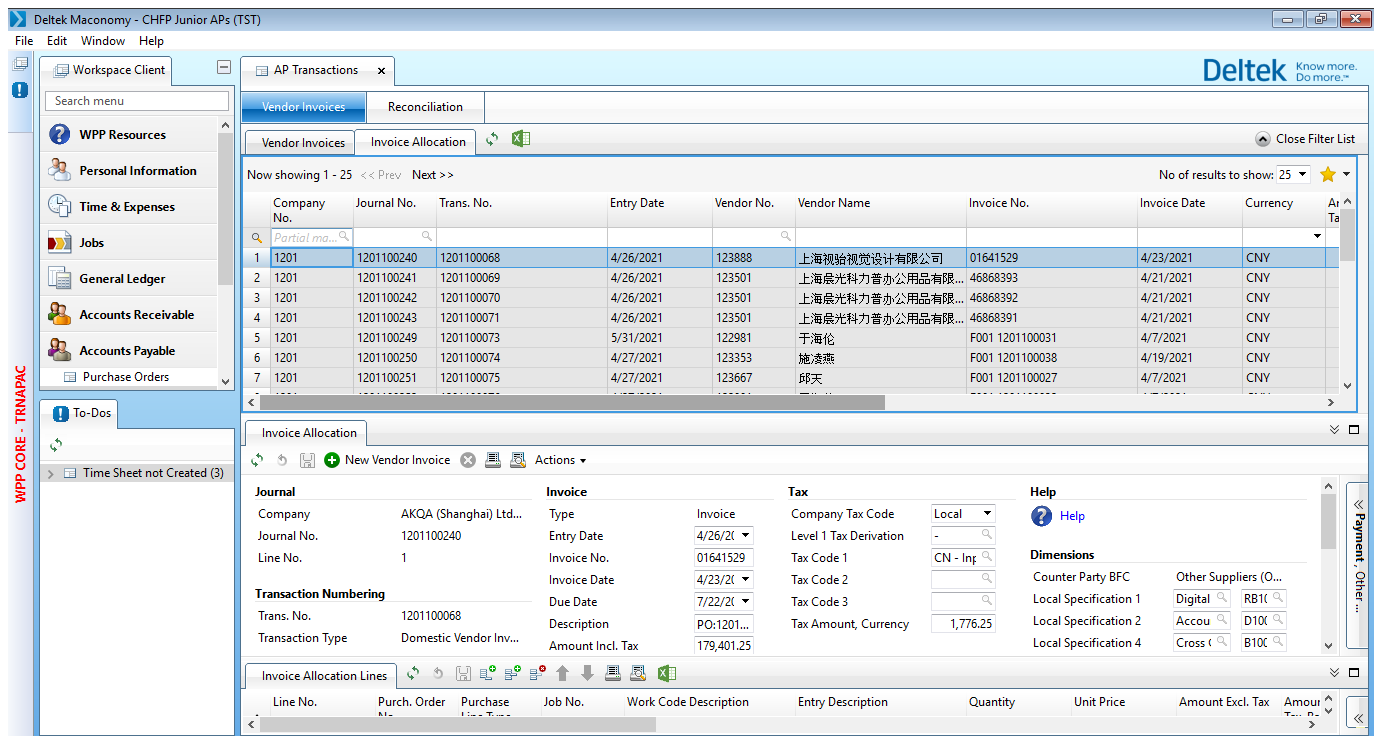 Deltek Maconomy - CHFP Junior APs (TST)
File Edit Window Help
Workspace Client
Search menu
WPP Resources
Personal Information
Time & Expenses
Jobs
General Ledger
Accounts Receivable
Accounts Payable
Purchase Orders
To-Dos
Time Sheet not Created (3)
WPP CORE - TRNAPAC
AP Transactions
Deltek Know more. Do more.™
Vendor Invoices Reconciliation
Vendor Invoices Invoice Allocation Close Filter List
Now showing 1 - 25 << Prev Next >> No of results to show: 25
Company No. Journal No. Trans. No. Entry Date Vendor No. Vendor Name Invoice No. Invoice Date Currency
Partial ma...
1 1201 1201100240 1201100068 4/26/2021 123888 上海视骀视觉设计有限公司 01641529 4/23/2021 CNY
2 1201 1201100241 1201100069 4/26/2021 123501 上海晨光科力普办公用品有限... 46868393 4/21/2021 CNY
3 1201 1201100242 1201100070 4/26/2021 123501 上海晨光科力普办公用品有限... 46868392 4/21/2021 CNY
4 1201 1201100243 1201100071 4/26/2021 123501 上海晨光科力普办公用品有限... 46868391 4/21/2021 CNY
5 1201 1201100249 1201100073 5/31/2021 122981 于海伦 F001 1201100031 4/7/2021 CNY
6 1201 1201100250 1201100074 4/27/2021 123353 施凌燕 F001 1201100038 4/19/2021 CNY
7 1201 1201100251 1201100075 4/27/2021 123667 邱天 F001 1201100027 4/7/2021 CNY
Invoice Allocation
New Vendor Invoice Actions
Journal Invoice Tax Help
Company AKQA (Shanghai) Ltd... Type Invoice Company Tax Code Local Help
Journal No. 1201100240 Entry Date 4/26/2 Level 1 Tax Derivation -
Line No. 1 Invoice No. 01641529 Tax Code 1 CN - Inp Dimensions
Invoice Date 4/23/2 Tax Code 2 Counter Party BFC Other Suppliers (O...
Transaction Numbering Due Date 7/22/2 Tax Code 3 Local Specification 1 Digital RB10
Trans. No. 1201100068 Description PO:1201... Tax Amount, Currency 1,776.25 Local Specification 2 Accou D100
Transaction Type Domestic Vendor Inv... Amount Incl. Tax 179,401.25 Local Specification 4 Cross B100
Payment, Other ...
Invoice Allocation Lines
Line No. Purch. Order Purchase Job No. Work Code Description Entry Description Quantity Unit Price Amount Excl. Tax